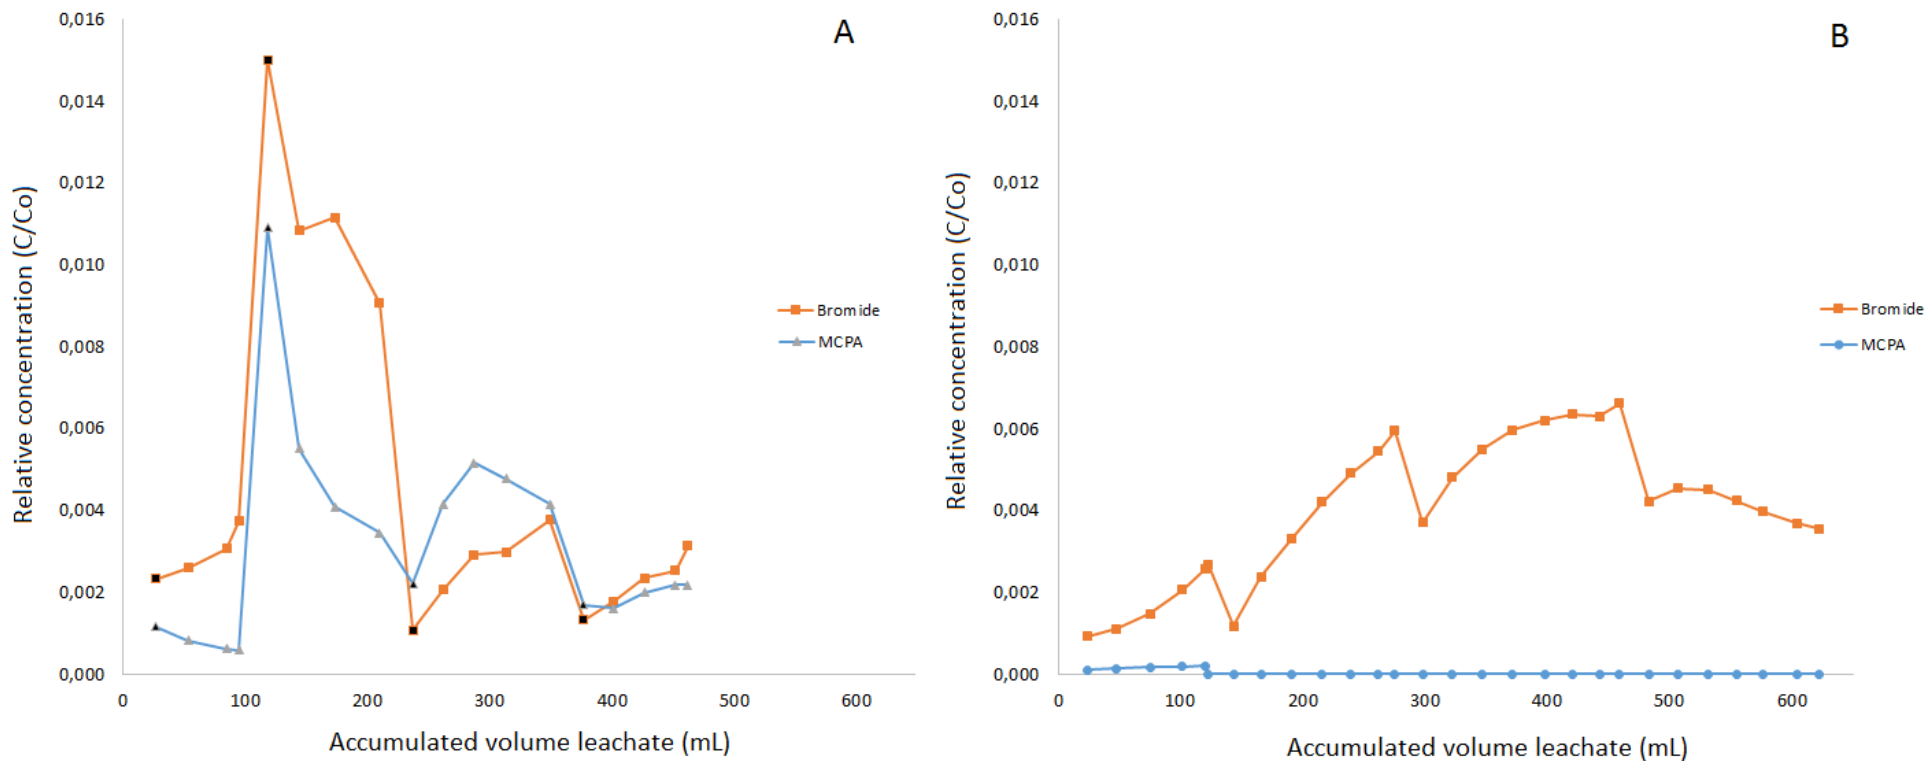 A
0,016
0,014
0,012
0,010
0,008
0,006
0,004
0,002
0,000
Relative concentration (C/Co)
0 100 200 300 400 500 600
Accumulated volume leachate (mL)
Bromide
MCPA
B
0,016
0,014
0,012
0,010
0,008
0,006
0,004
0,002
0,000
Relative concentration (C/Co)
0 100 200 300 400 500 600
Accumulated volume leachate (mL)
Bromide
MCPA